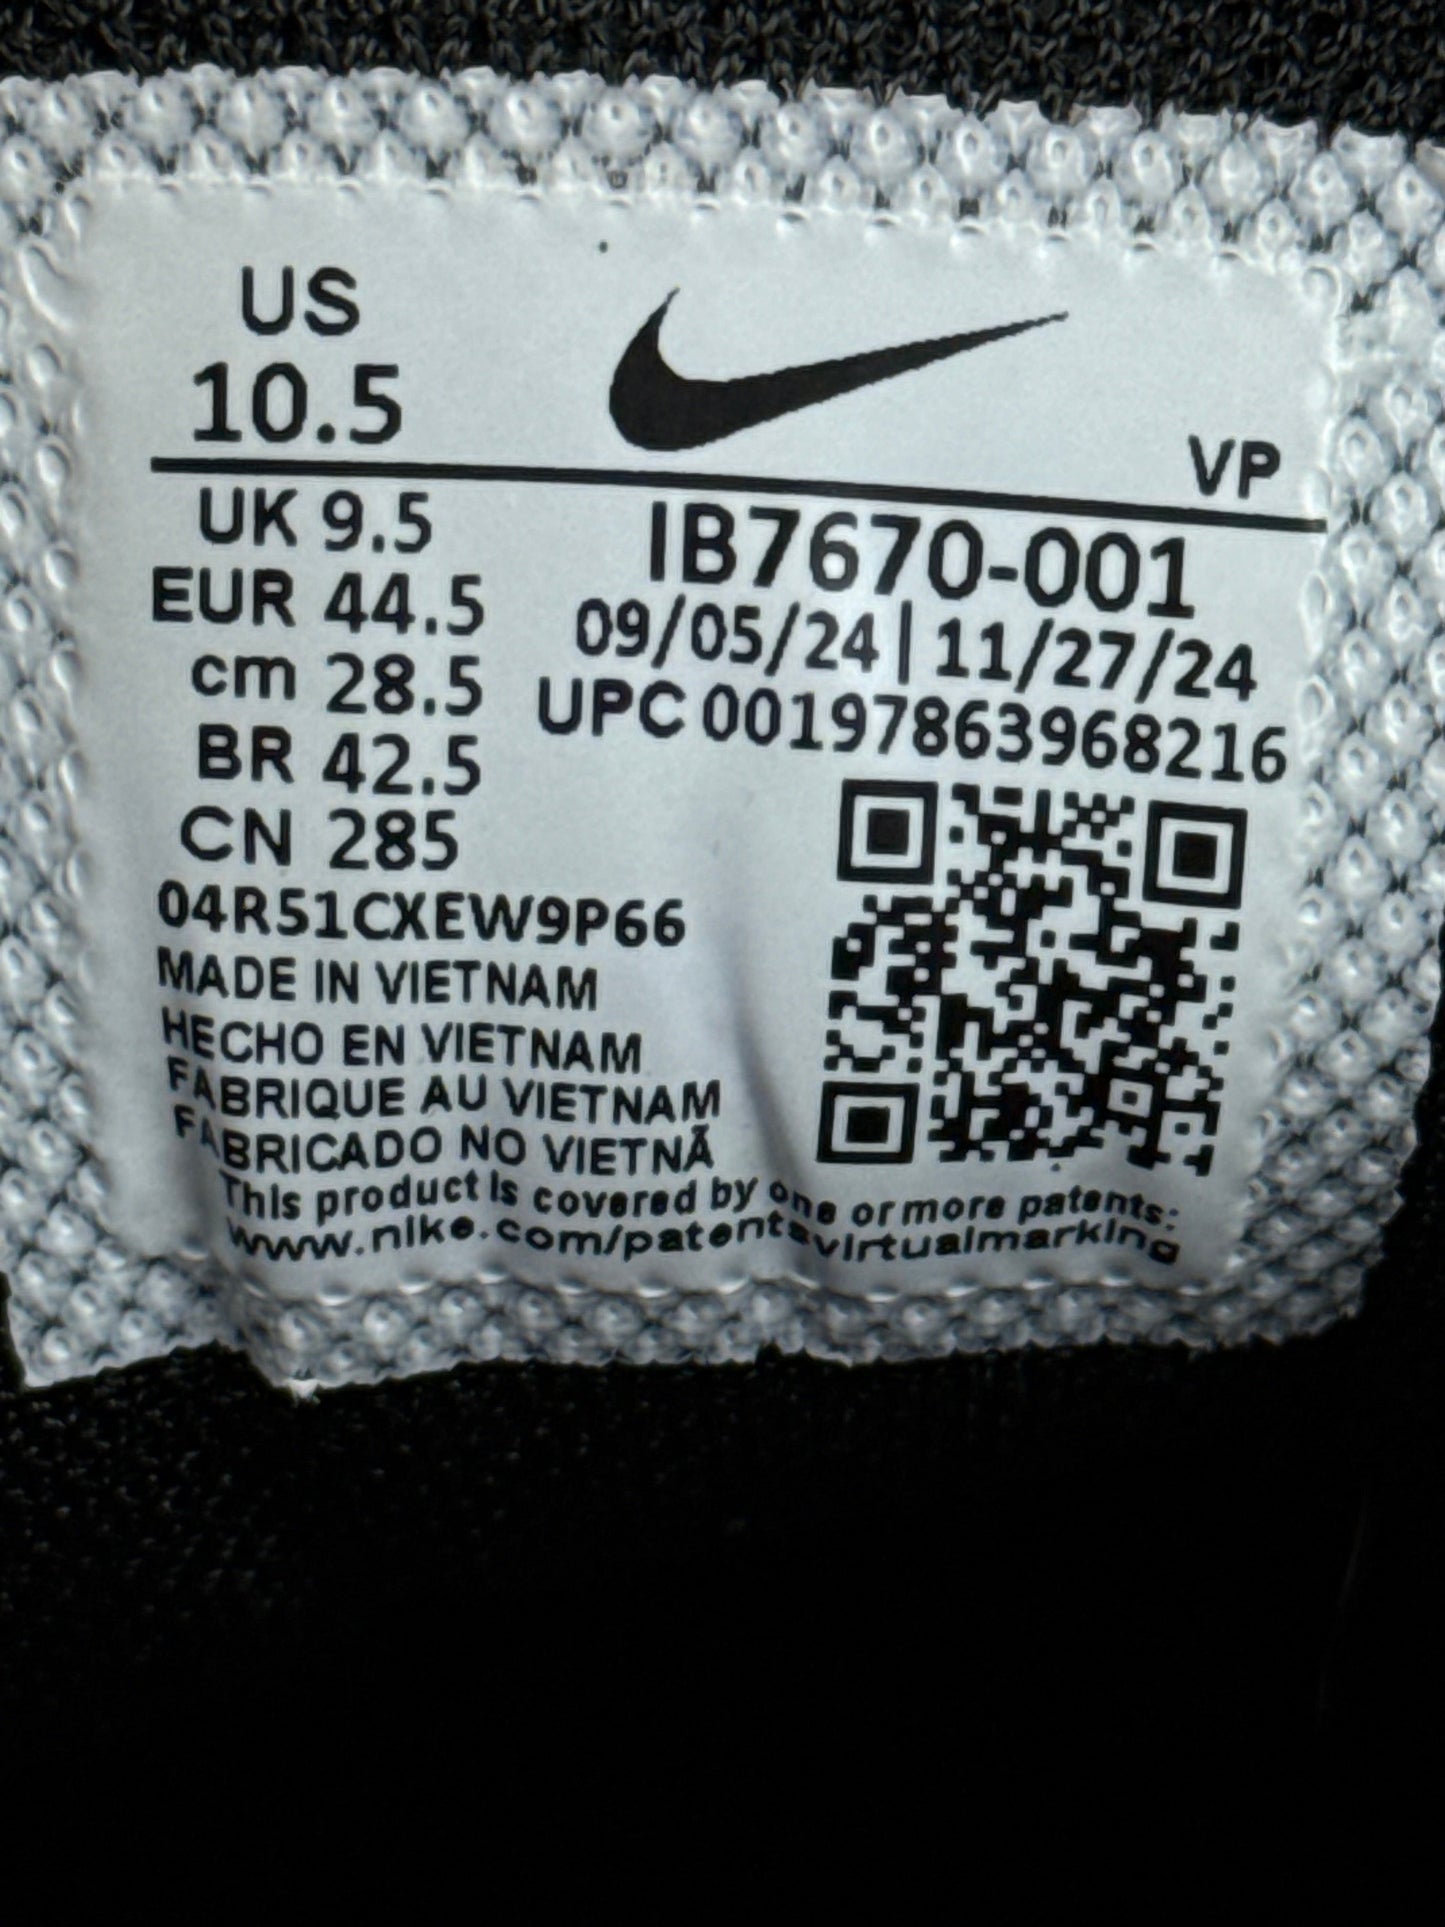 US
10.5
VP
UK 9.5
EUR 44.5
cm 28.5
BR 42.5
CN 285
IB7670-001
09/05/24 | 11/27/24
UPC 00197863968216
04R51CXEW9P66
MADE IN VIETNAM
HECHO EN VIETNAM
FABRIQUE AU VIETNAM
FABRICADO NO VIETNÃ
This product is covered by one or more patents:
www.nike.com/patentsvirtualmarking